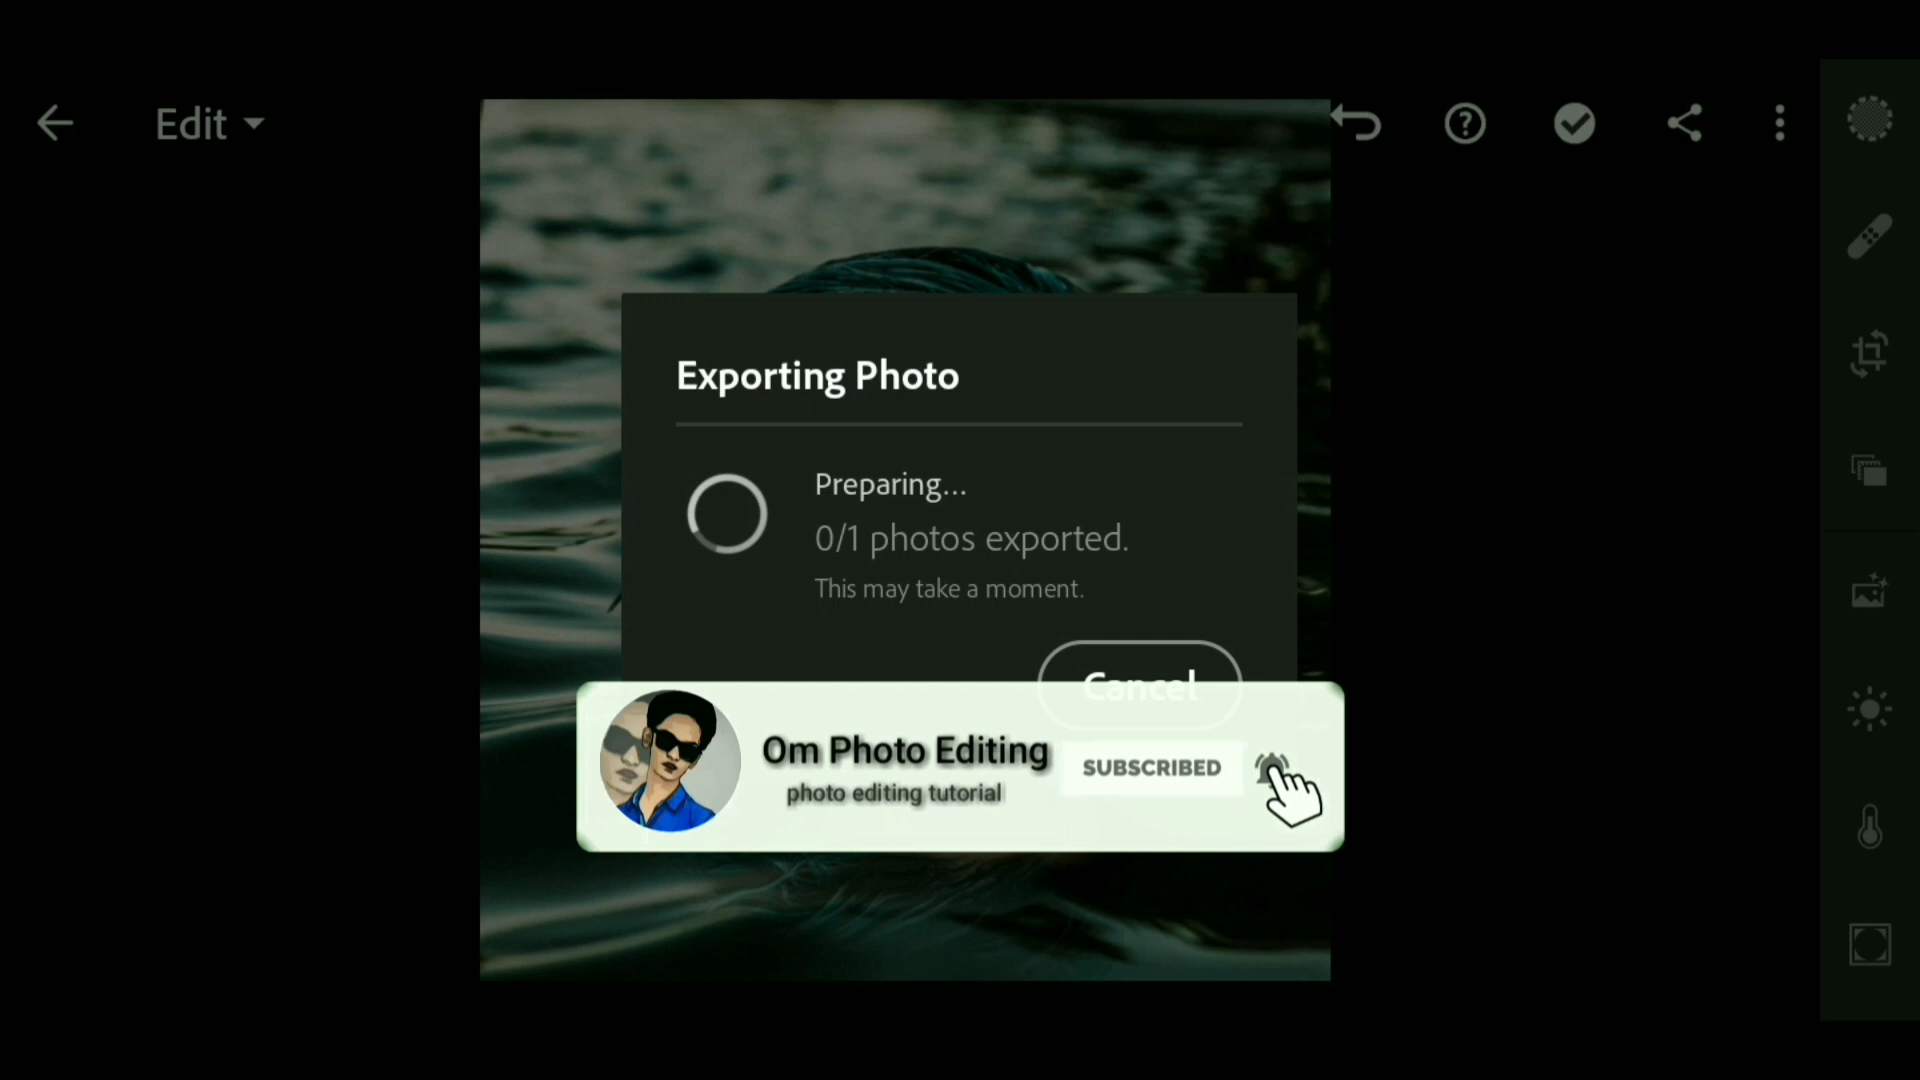 Edit
Exporting Photo
Preparing...
0/1 photos exported.
This may take a moment.
Cancel
Om Photo Editing
photo editing tutorial
SUBSCRIBED